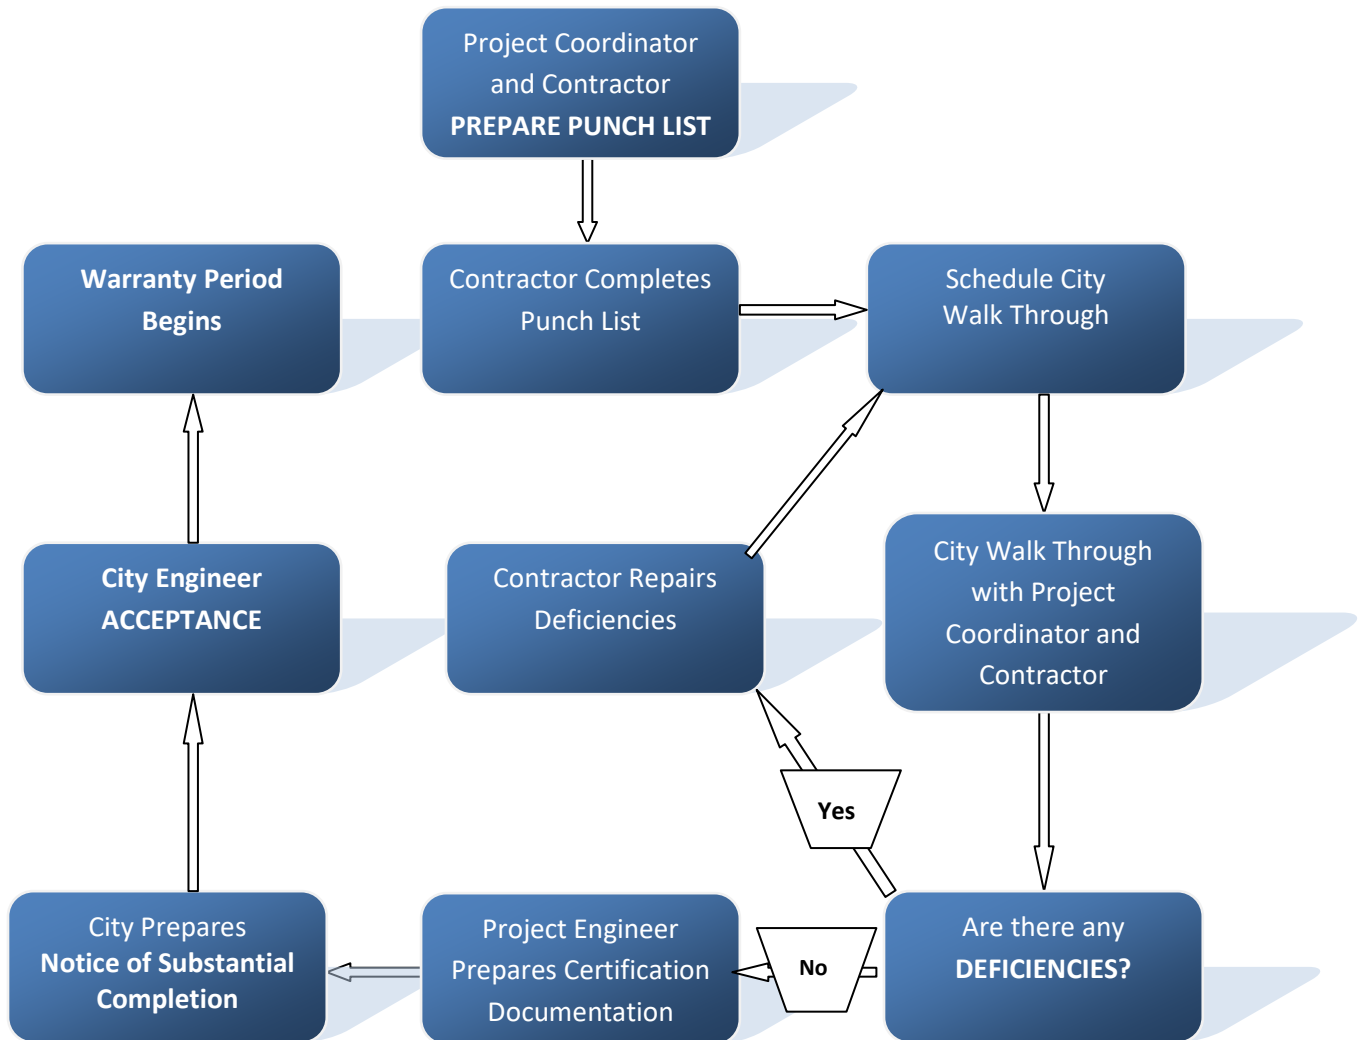 Project Coordinator
and Contractor
PREPARE PUNCH LIST
Warranty Period
Begins
Contractor Completes
Punch List
Schedule City
Walk Through
City Engineer
ACCEPTANCE
Contractor Repairs
Deficiencies
City Walk Through
with Project
Coordinator and
Contractor
Yes
City Prepares
Notice of Substantial
Completion
Project Engineer
Prepares Certification
Documentation
No
Are there any
DEFICIENCIES?